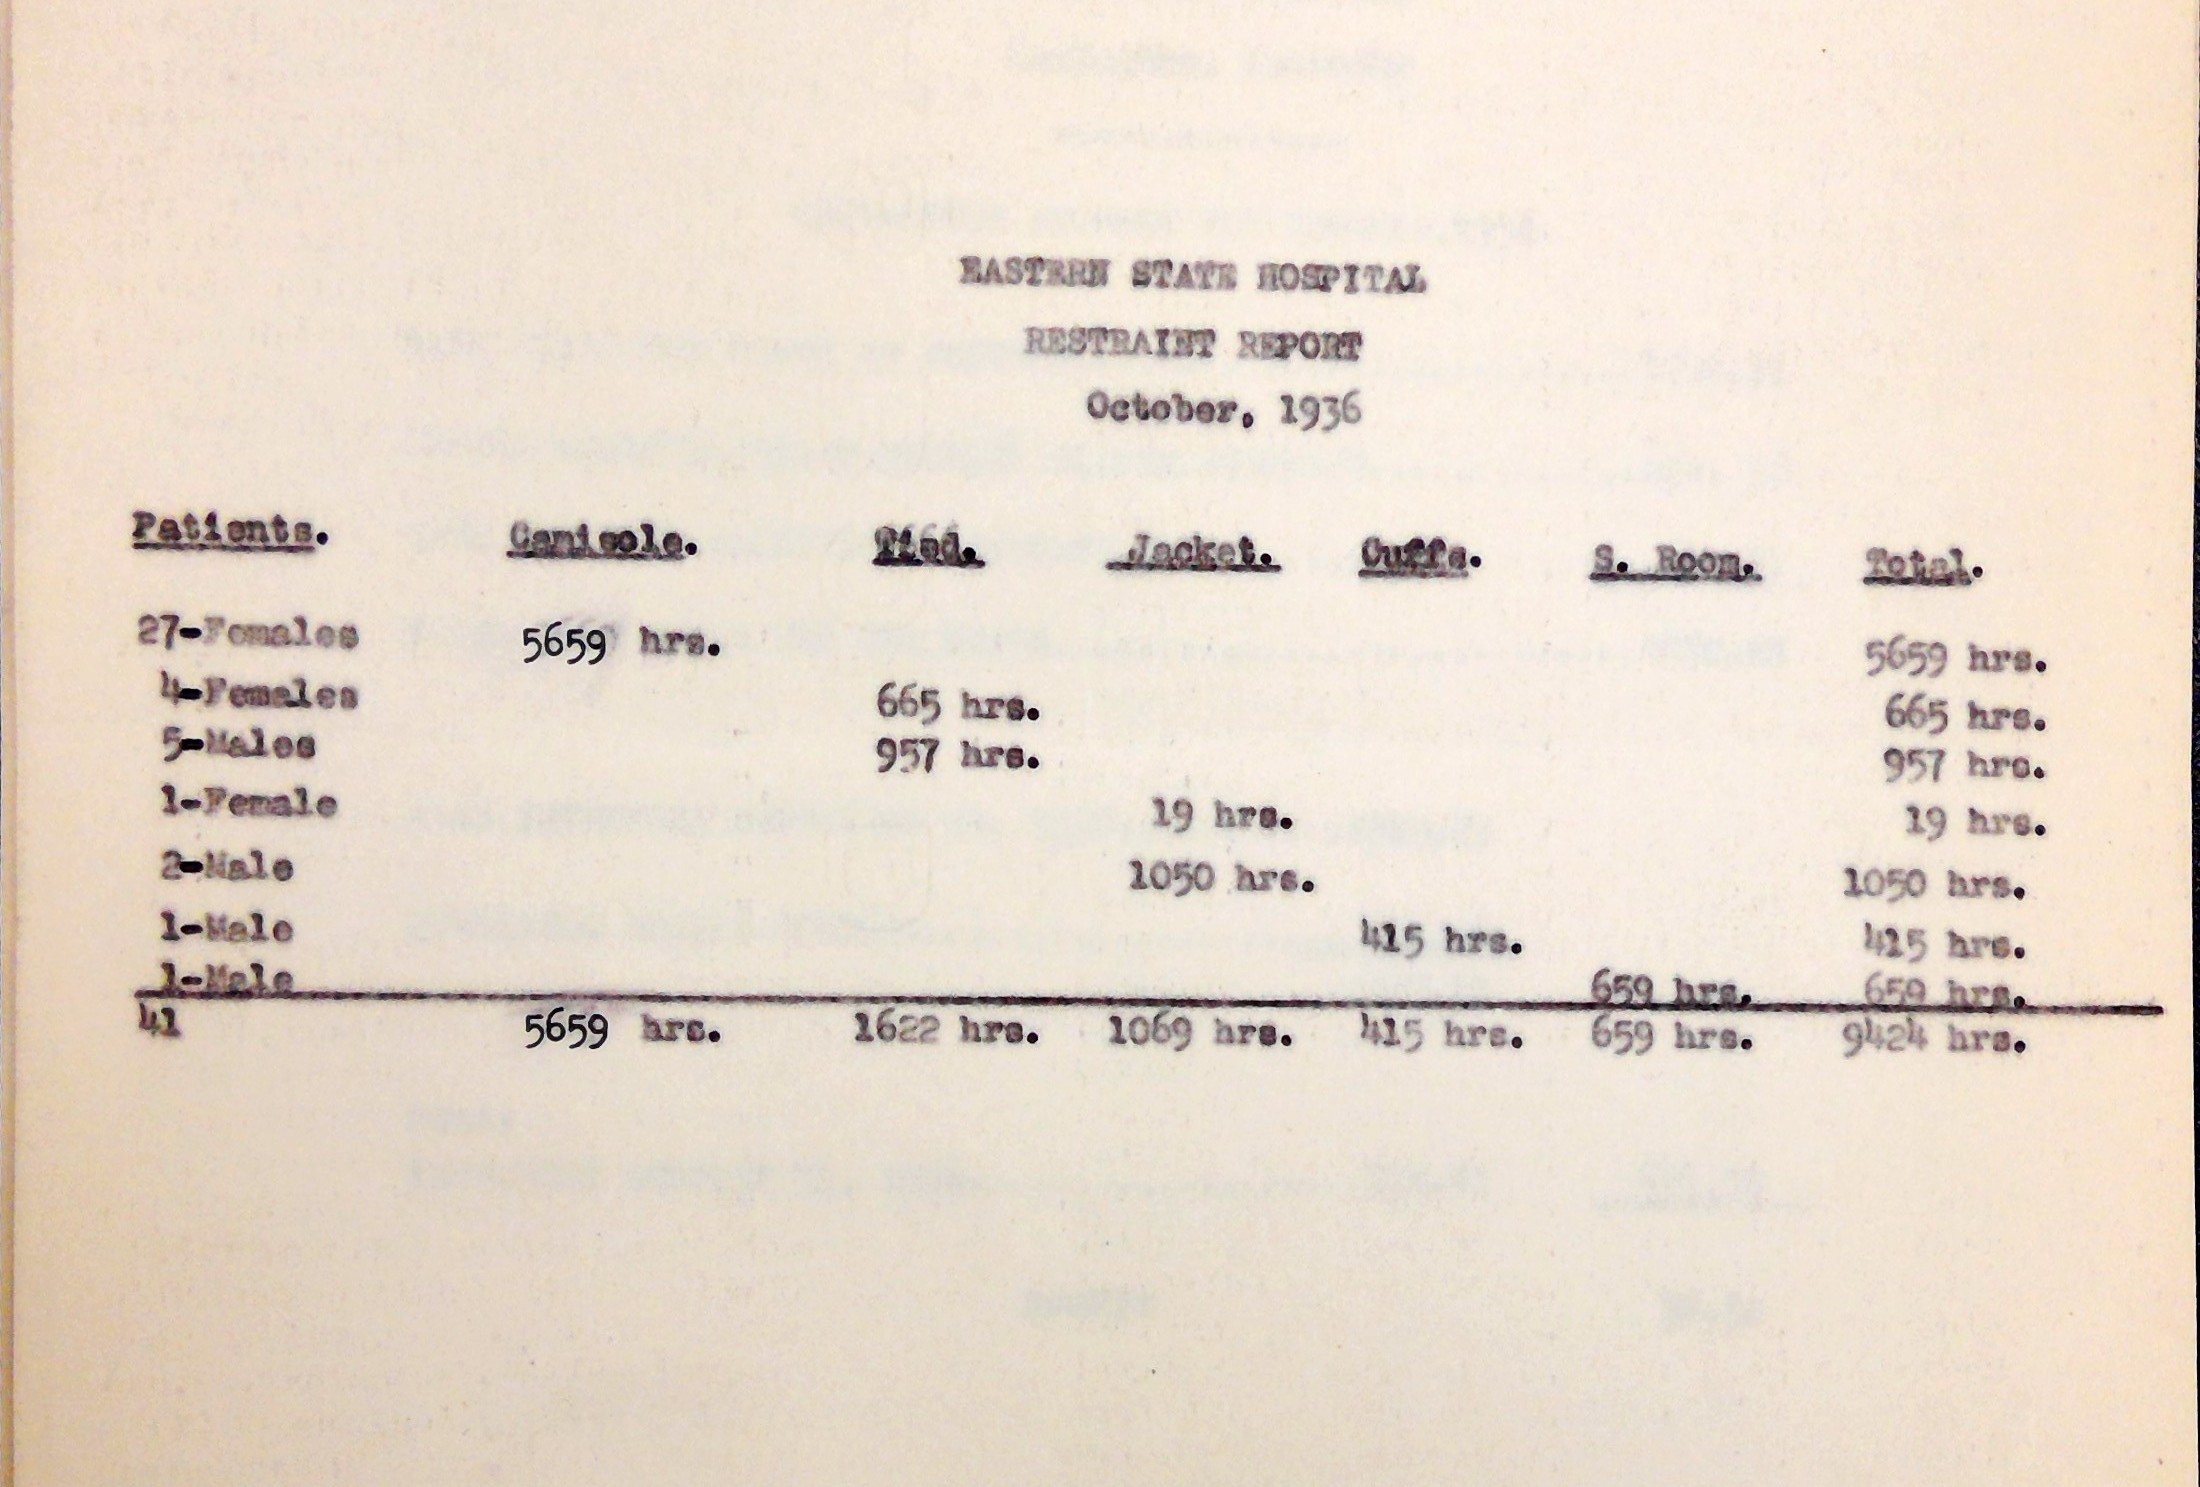 EASTERN STATE HOSPITAL
RESTRAINT REPORT
October, 1936
Patients. Camisole. Tied. Jacket. Cuffs. S. Room. Total.
27-Females 5659 hrs. 5659 hrs.
4-Females 665 hrs. 665 hrs.
5-Males 957 hrs. 957 hrs.
1-Female 19 hrs. 19 hrs.
2-Male 1050 hrs. 1050 hrs.
1-Male 415 hrs. 415 hrs.
1-Male 659 hrs. 659 hrs.
41 5659 hrs. 1622 hrs. 1069 hrs. 415 hrs. 659 hrs. 9424 hrs.